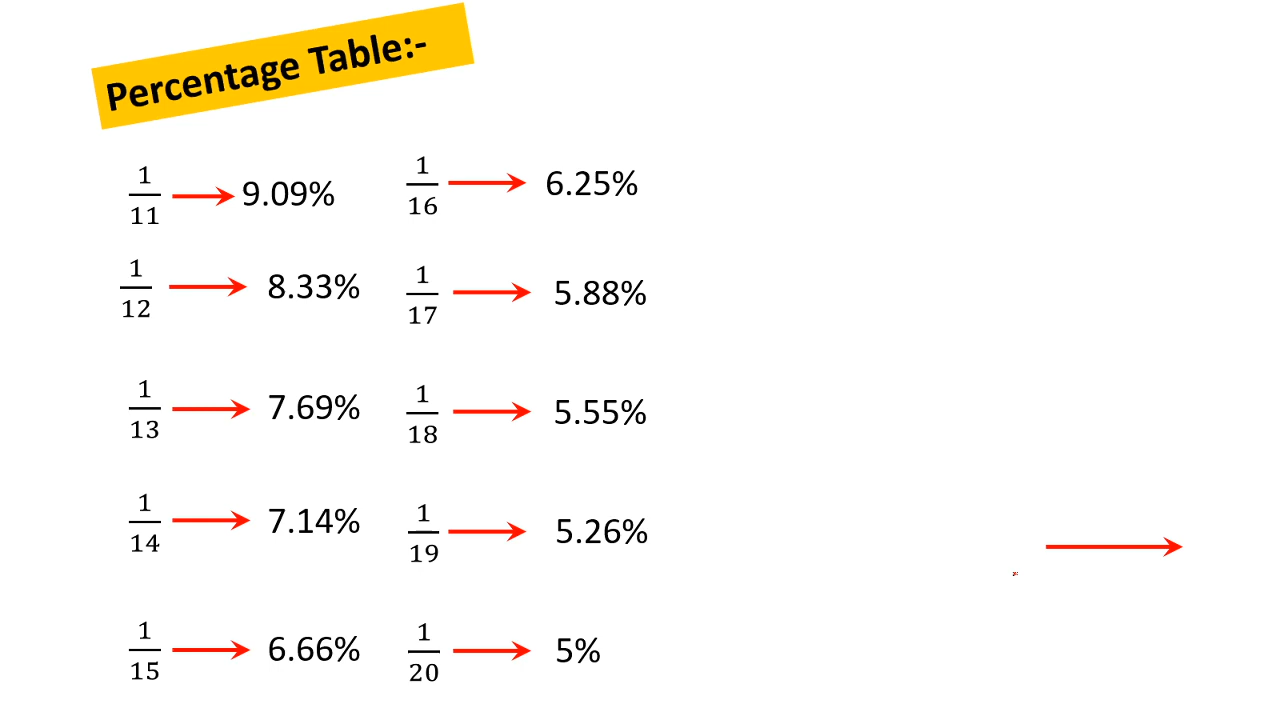 Percentage Table:-
1/11 → 9.09%
1/12 → 8.33%
1/13 → 7.69%
1/14 → 7.14%
1/15 → 6.66%
1/16 → 6.25%
1/17 → 5.88%
1/18 → 5.55%
1/19 → 5.26%
1/20 → 5%